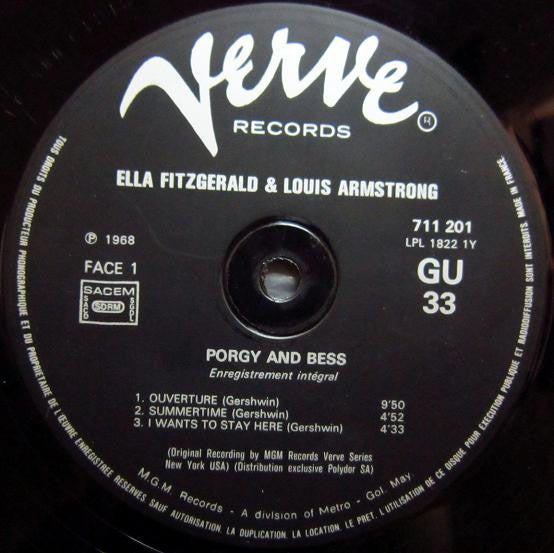 Verve
RECORDS
ELLA FITZGERALD & LOUIS ARMSTRONG
711 201
LPL 1822 1Y
℗ 1968
FACE 1
GU
33
SACEM
SACD SDRM SGDL
PORGY AND BESS
Enregistrement intégral
1. OUVERTURE (Gershwin) 9'50
2. SUMMERTIME (Gershwin) 4'52
3. I WANTS TO STAY HERE (Gershwin) 4'33
(Original Recording by MGM Records Verve Series
New York USA) (Distribution exclusive Polydor SA)
M.G.M. Records - A division of Metro - Gol. May
TOUS DROITS DU PRODUCTEUR PHONOGRAPHIQUE ET DU PROPRIETAIRE DE L'ŒUVRE ENREGISTREE RESERVES SAUF AUTORISATION. LA DUPLICATION. LA LOCATION. LE PRET. L'UTILISATION DE CE DISQUE POUR EXECUTION PUBLIQUE ET RADIODIFFUSION SONT INTERDITS. MADE IN FRANCE